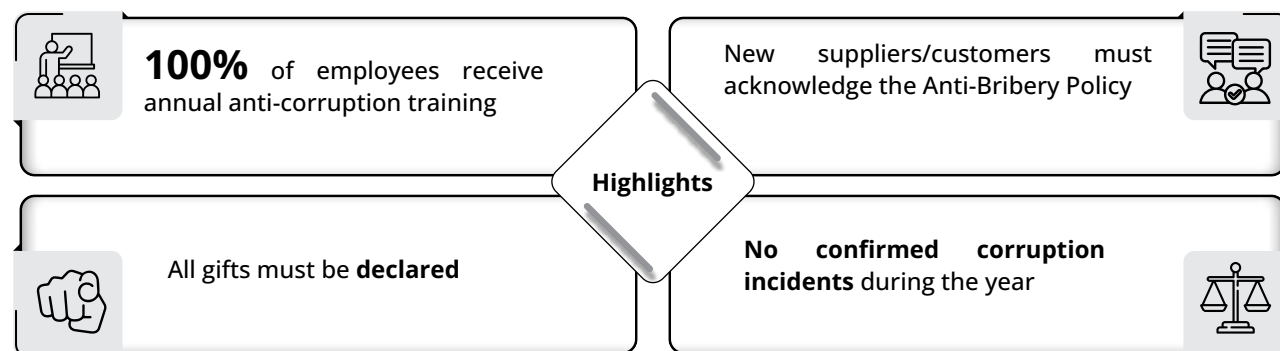 100% of employees receive
annual anti-corruption training
New suppliers/customers must
acknowledge the Anti-Bribery Policy
Highlights
All gifts must be declared
No confirmed corruption
incidents during the year